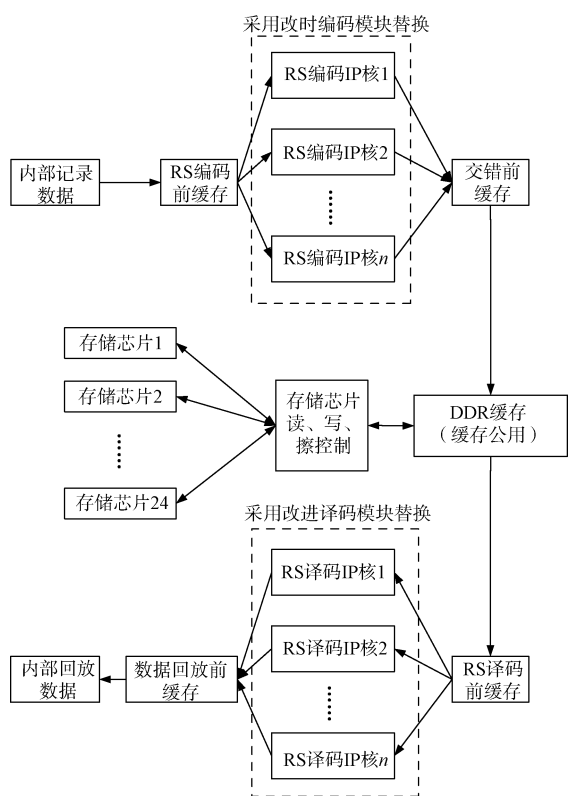 采用改时编码模块替换
RS编码IP核1
RS编码IP核2
RS编码IP核n
内部记录
数据
RS编码
前缓存
交错前
缓存
存储芯片1
存储芯片2
存储芯片24
存储芯片
读、写、
擦控制
DDR缓存
（缓存公用）
采用改进译码模块替换
RS译码IP核1
RS译码IP核2
RS译码IP核n
内部回放
数据
数据回放前
缓存
RS译码
前缓存